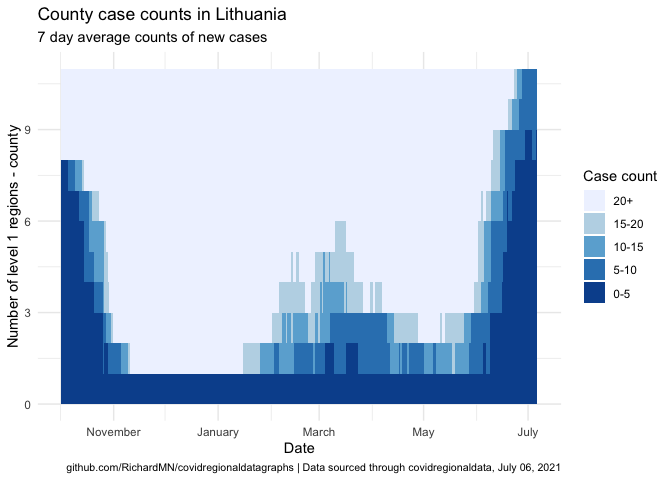 County case counts in Lithuania
7 day average counts of new cases
Number of level 1 regions - county
9
6
3
0
November
January
March
May
July
Date
Case count
20+
15-20
10-15
5-10
0-5
github.com/RichardMN/covidregionaldatagraphs | Data sourced through covidregionaldata, July 06, 2021